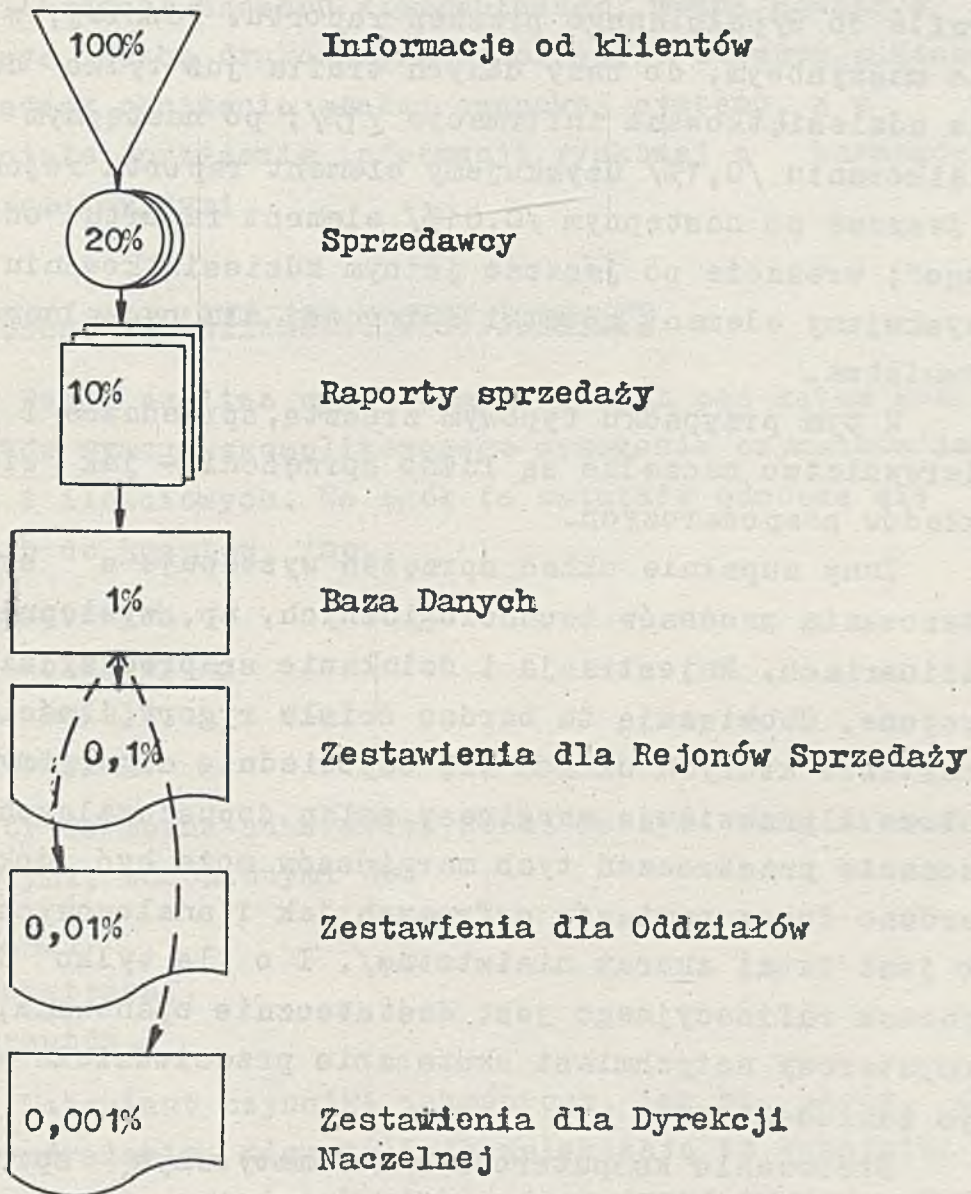 100% Informacje od klientów
20% Sprzedawcy
10% Raporty sprzedaży
1% Baza Danych
0,1% Zestawienia dla Rejonów Sprzedaży
0,01% Zestawienia dla Oddziałów
0,001% Zestawienia dla Dyrekcji
Naczelnej